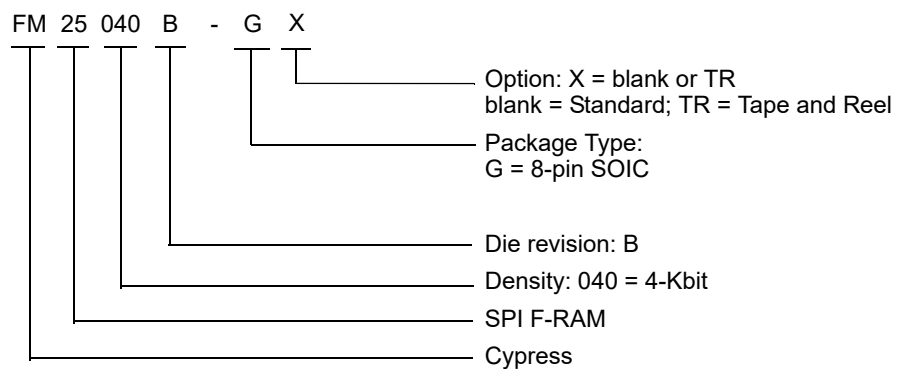 FM 25 040 B - G X
Option: X = blank or TR
blank = Standard; TR = Tape and Reel
Package Type:
G = 8-pin SOIC
Die revision: B
Density: 040 = 4-Kbit
SPI F-RAM
Cypress